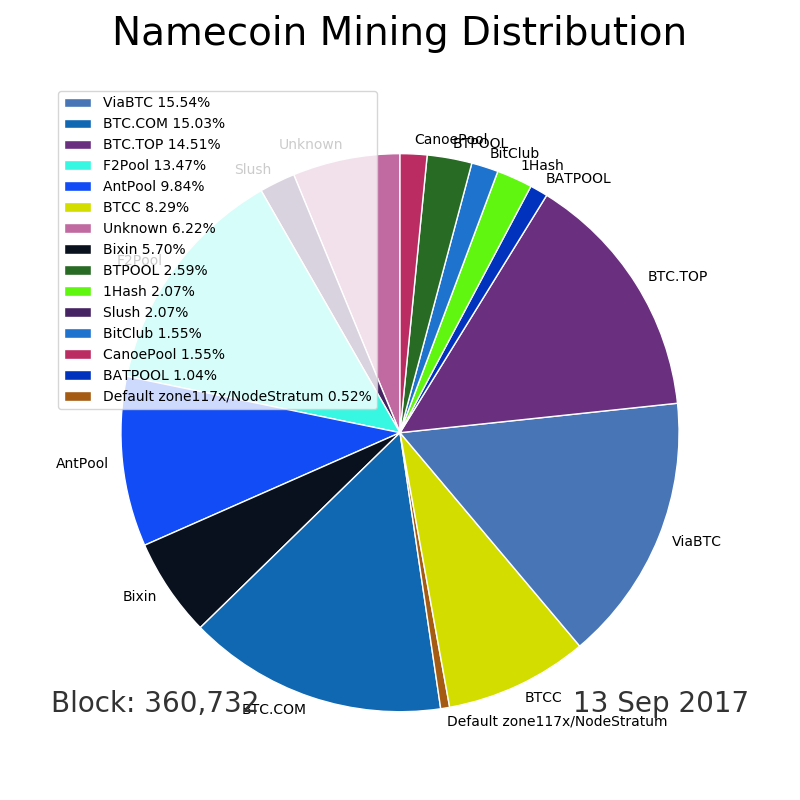 Namecoin Mining Distribution
ViaBTC 15.54%
BTC.COM 15.03%
BTC.TOP 14.51%
F2Pool 13.47%
AntPool 9.84%
BTCC 8.29%
Unknown 6.22%
Bixin 5.70%
BTPOOL 2.59%
1Hash 2.07%
Slush 2.07%
BitClub 1.55%
CanoePool 1.55%
BATPOOL 1.04%
Default zone117x/NodeStratum 0.52%
CanoePool
BTPOOL
Unknown
BitClub
1Hash
Slush
BATPOOL
F2Pool
BTC.TOP
AntPool
ViaBTC
Bixin
BTCC
Block: 360,732
13 Sep 2017
BTC.COM
Default zone117x/NodeStratum